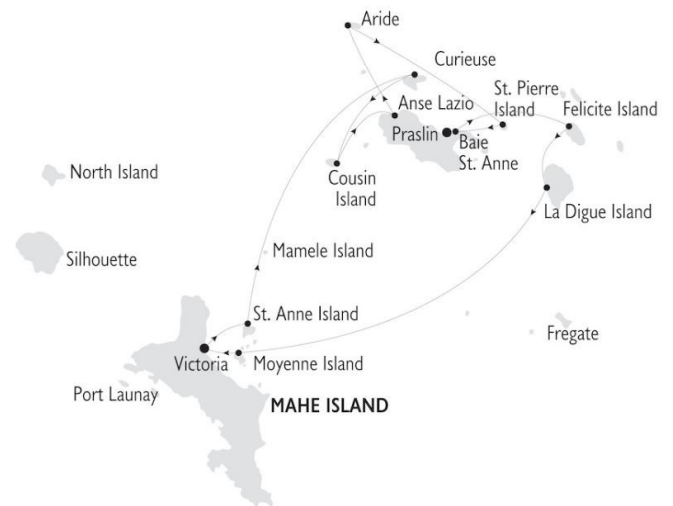 Aride
Curieuse
St. Pierre
Island
Anse Lazio
Felicite Island
Praslin
Baie
St. Anne
North Island
Cousin
Island
La Digue Island
Mamele Island
Silhouette
St. Anne Island
Fregate
Victoria
Moyenne Island
Port Launay
MAHE ISLAND